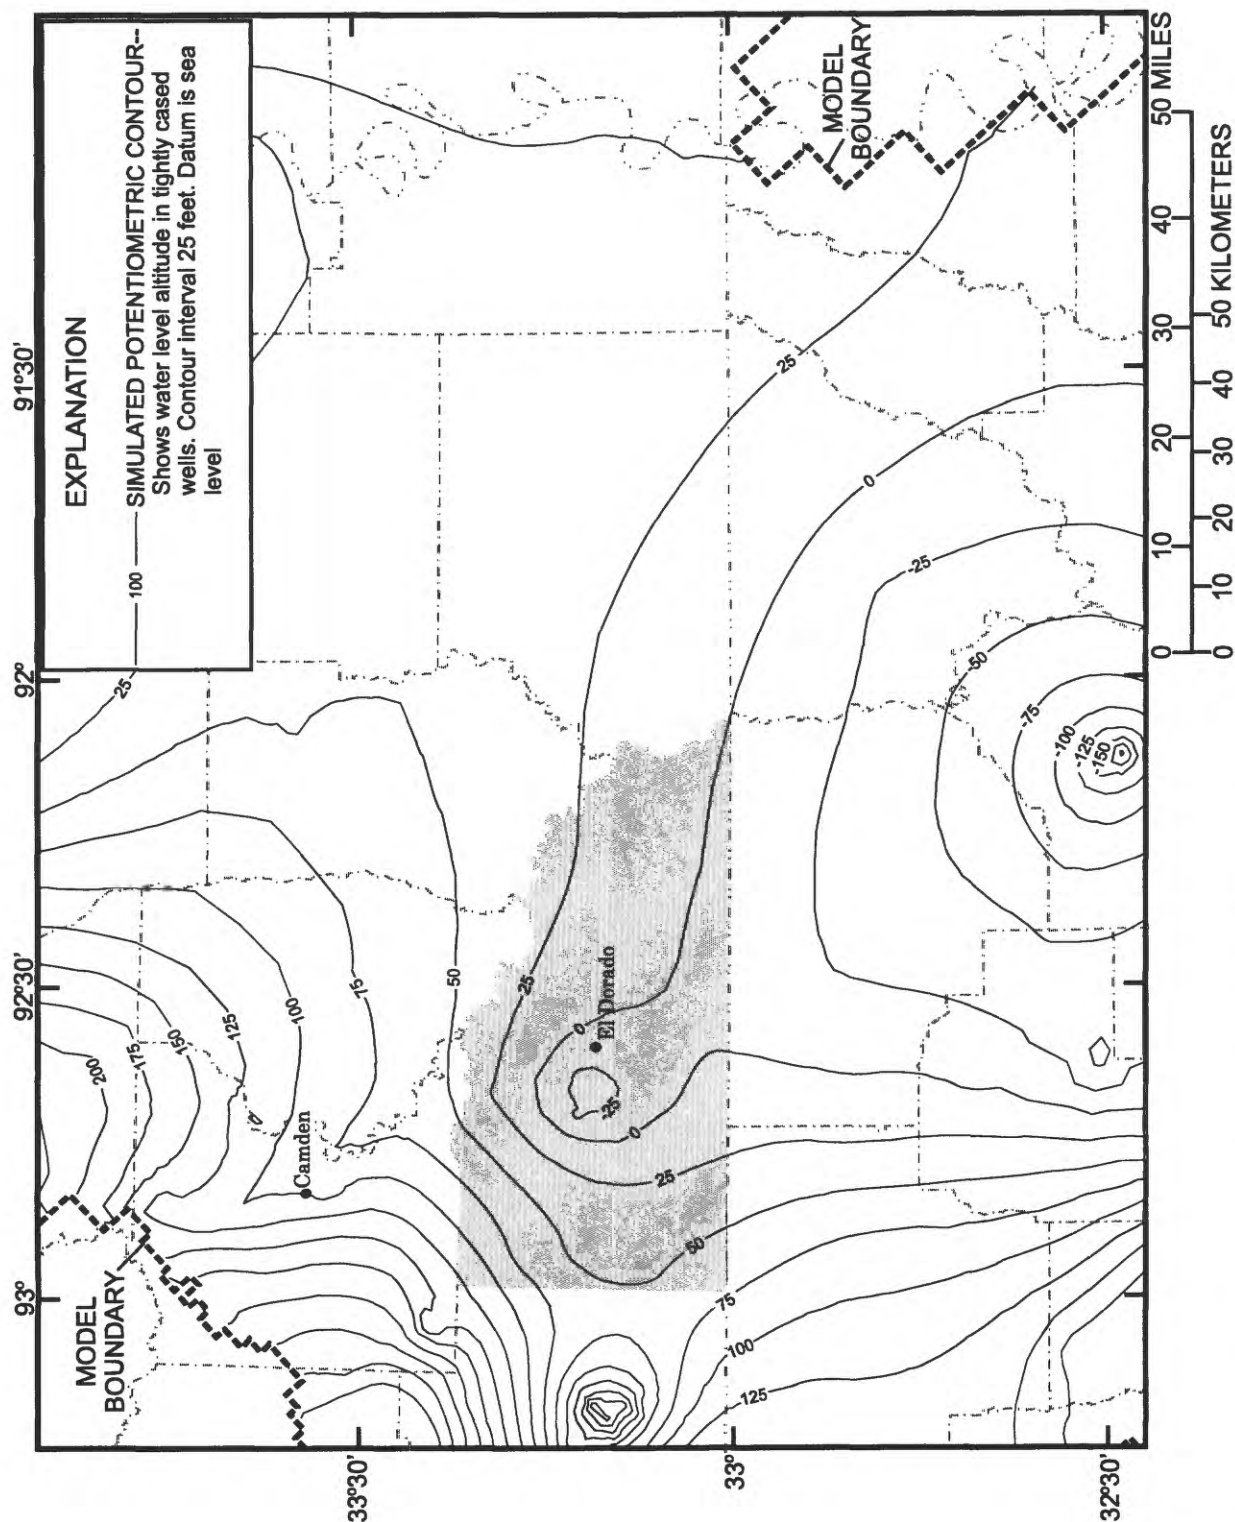 EXPLANATION
100
SIMULATED POTENTIOMETRIC CONTOUR--
Shows water level altitude in tightly cased
wells. Contour interval 25 feet. Datum is sea
level
93°
92°30'
92°
91°30'
33°30'
33°
32°30'
MODEL
BOUNDARY
MODEL
BOUNDARY
Camden
El Dorado
200
175
150
125
100
75
50
25
25
0
-25
0
25
50
75
100
125
25
0
-25
-50
-75
-100
-125
-150
0 10 20 30 40 50 MILES
0 10 20 30 40 50 KILOMETERS